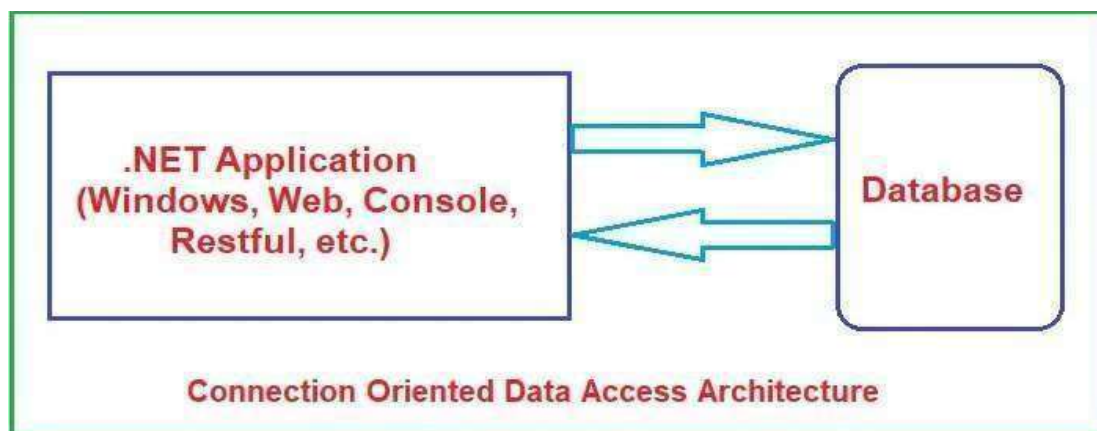 .NET Application
(Windows, Web, Console,
Restful, etc.)
Database
Connection Oriented Data Access Architecture